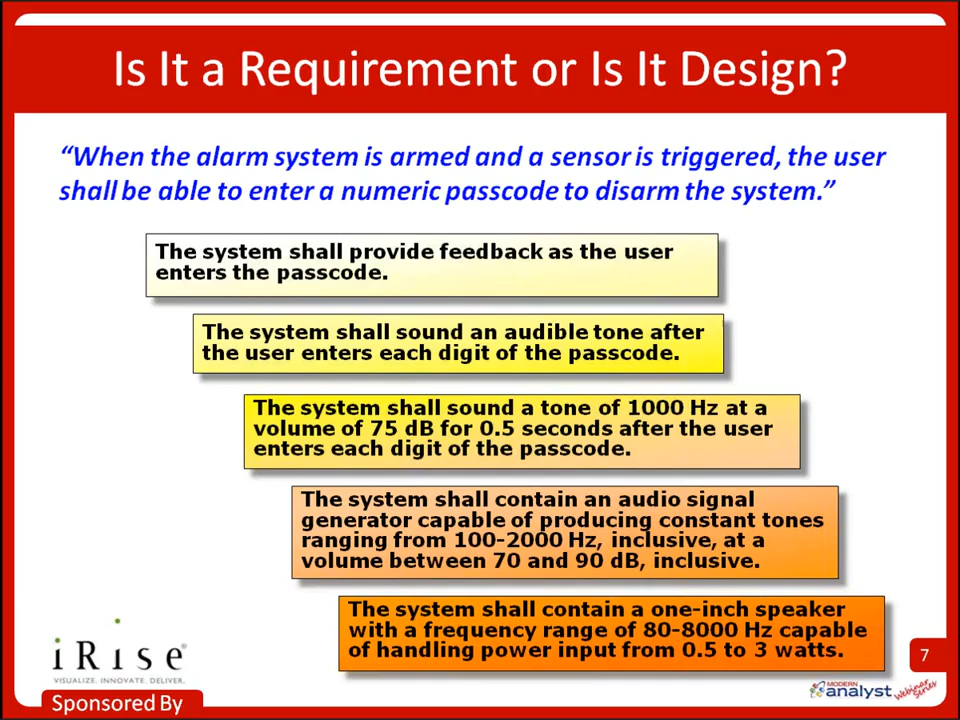 Is It a Requirement or Is It Design?
“When the alarm system is armed and a sensor is triggered, the user
shall be able to enter a numeric passcode to disarm the system.”
The system shall provide feedback as the user
enters the passcode.
The system shall sound an audible tone after
the user enters each digit of the passcode.
The system shall sound a tone of 1000 Hz at a
volume of 75 dB for 0.5 seconds after the user
enters each digit of the passcode.
The system shall contain an audio signal
generator capable of producing constant tones
ranging from 100-2000 Hz, inclusive, at a
volume between 70 and 90 dB, inclusive.
The system shall contain a one-inch speaker
with a frequency range of 80-8000 Hz capable
of handling power input from 0.5 to 3 watts.
iRise®
VISUALIZE. INNOVATE. DELIVER.
Sponsored By
7
MODERN
analyst
Webinar
Series